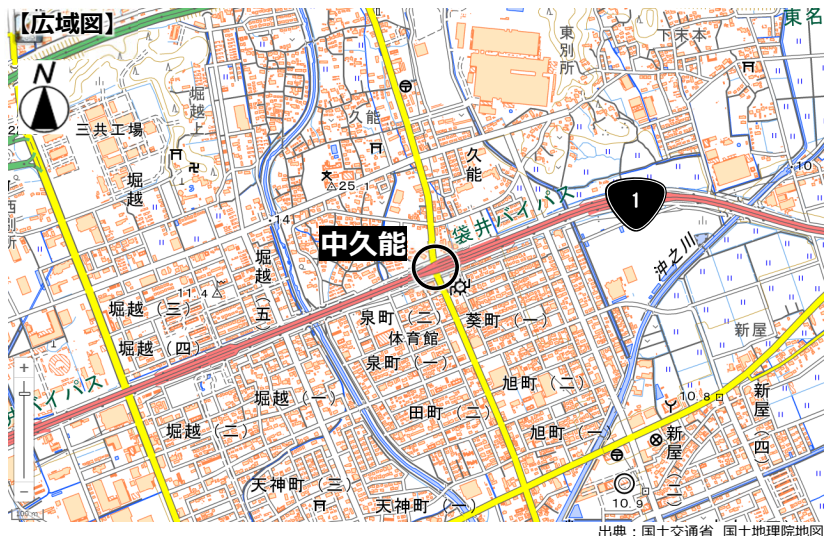 【広域図】
東名
N
下末本
東別所
堀越上
三共工場
久能
堀越
久能
25.1
10
14
1
袋井バイパス
中久能
沖之川
堀越(五)
11.4
堀越(三)
泉町(二)
葵町(一)
体育館
新屋
堀越(四)
泉町(一)
旭町(二)
バイパス
堀越(一)
田町(二)
10.8
新屋(四)
堀越(二)
旭町(一)
新屋(二)
天神町(三)
天神町(一)
10.9
100 m
出典:国土交通省 国土地理院地図